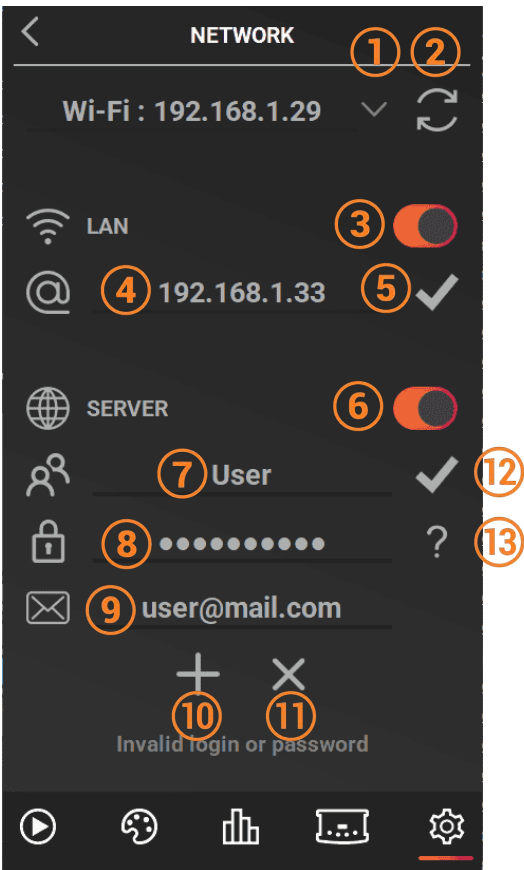 NETWORK
1 2
Wi-Fi : 192.168.1.29
LAN 3
4 192.168.1.33 5
SERVER 6
7 User 12
8 ●●●●●●●●●● ? 13
9 user@mail.com
10 11
Invalid login or password